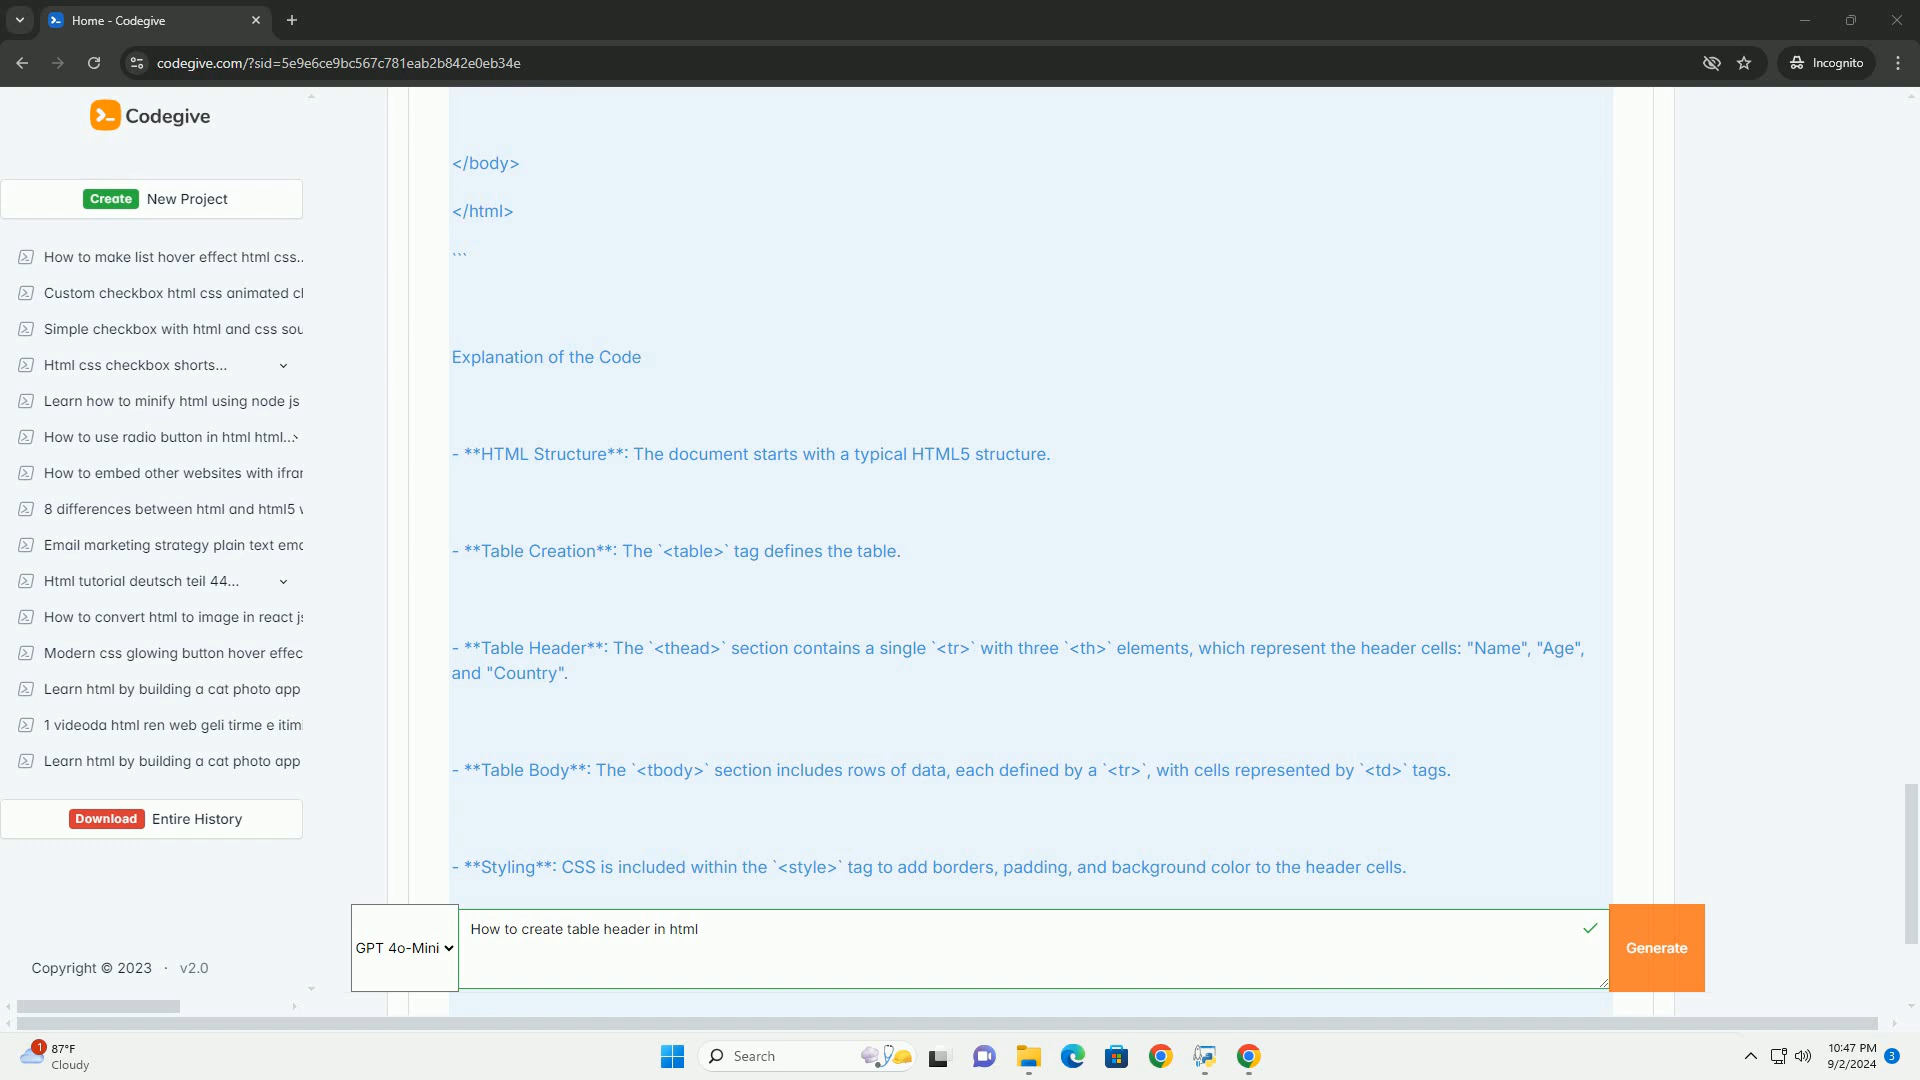 Home - Codegive
codegive.com/?sid=5e9e6ce9bc567c781eab2b842e0eb34e
Incognito
Codegive
Create New Project
How to make list hover effect html css..
Custom checkbox html css animated cl
Simple checkbox with html and css sou
Html css checkbox shorts...
Learn how to minify html using node js
How to use radio button in html html...
How to embed other websites with ifrar
8 differences between html and html5 v
Email marketing strategy plain text emc
Html tutorial deutsch teil 44...
How to convert html to image in react js
Modern css glowing button hover effec
Learn html by building a cat photo app
1 videoda html ren web geli tirme e itimi
Learn html by building a cat photo app
Download Entire History
Copyright © 2023 · v2.0
</body>
</html>
```
Explanation of the Code
- **HTML Structure**: The document starts with a typical HTML5 structure.
- **Table Creation**: The `<table>` tag defines the table.
- **Table Header**: The `<thead>` section contains a single `<tr>` with three `<th>` elements, which represent the header cells: "Name", "Age",
and "Country".
- **Table Body**: The `<tbody>` section includes rows of data, each defined by a `<tr>`, with cells represented by `<td>` tags.
- **Styling**: CSS is included within the `<style>` tag to add borders, padding, and background color to the header cells.
GPT 4o-Mini
How to create table header in html
Generate
1
87°F
Cloudy
Search
10:47 PM
9/2/2024
3